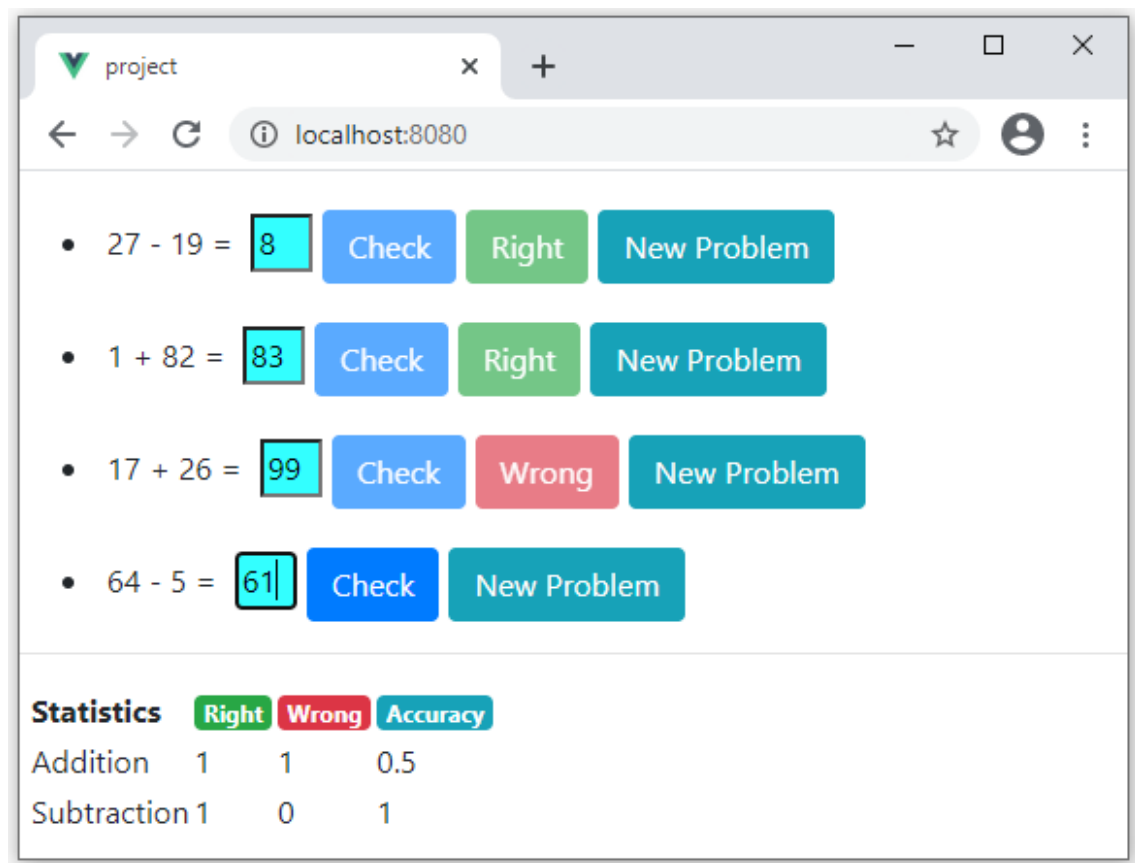 project
localhost:8080
27 - 19 = 8 Check Right New Problem
1 + 82 = 83 Check Right New Problem
17 + 26 = 99 Check Wrong New Problem
64 - 5 = 61 Check New Problem
Statistics Right Wrong Accuracy
Addition 1 1 0.5
Subtraction 1 0 1